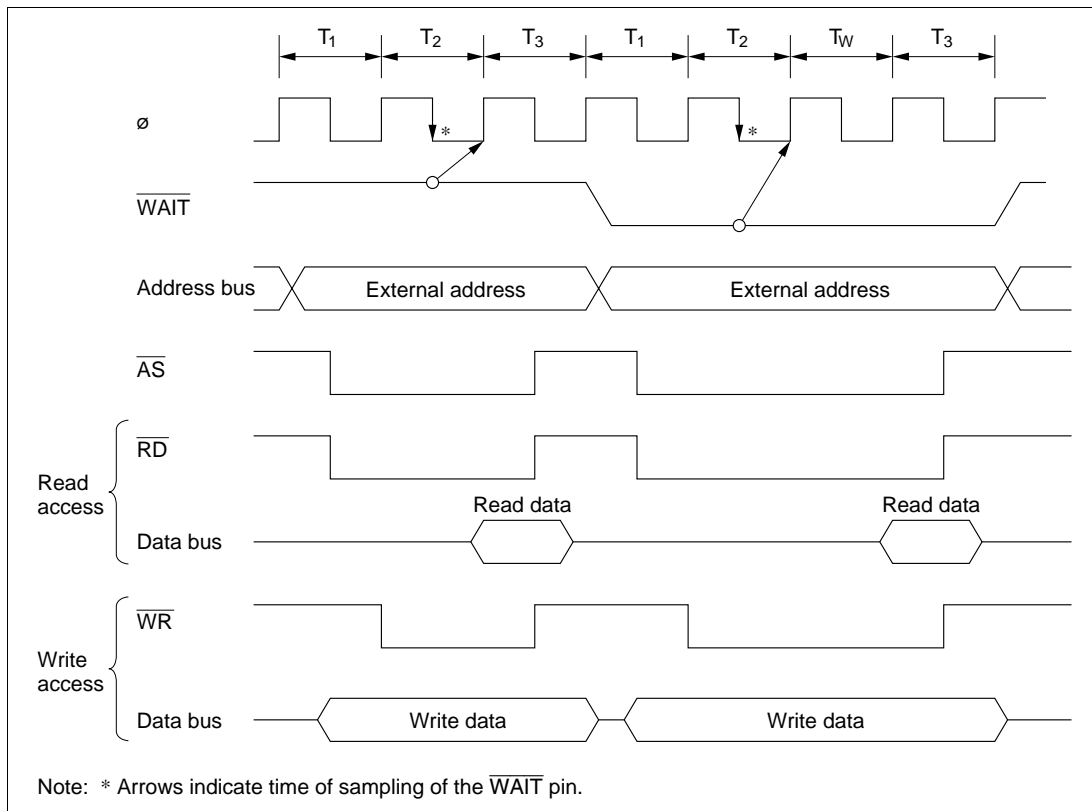 T1 T2 T3 T1 T2 TW T3
ø
* *
WAIT
Address bus External address External address
AS
RD
Read access
Read data Read data
Data bus
WR
Write access
Data bus Write data Write data
Note: * Arrows indicate time of sampling of the WAIT pin.